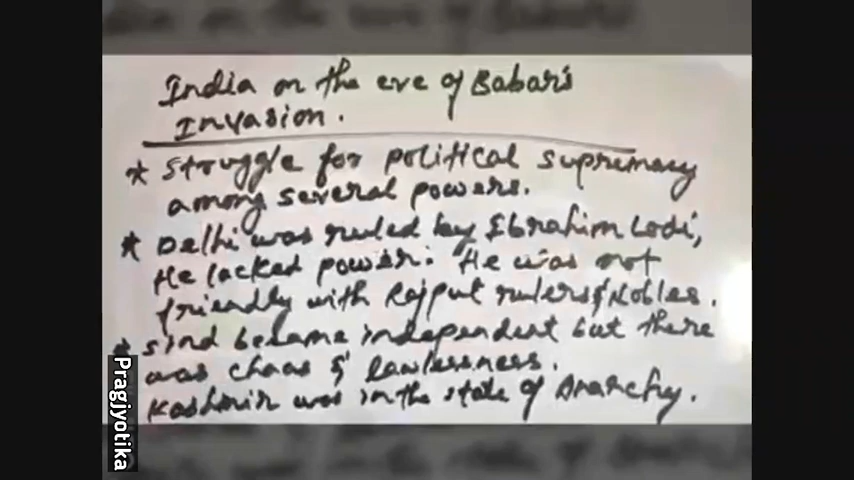 India on the eve of Babar's
Invasion.
* Struggle for political supremacy
among several powers.
* Delhi was ruled by Ebrahim Lodi,
He lacked power. He was not
friendly with Rajput rulers & Nobles.
* Sind became independent but there
was chaos & lawlessness.
Kashmir was in the state of Anarchy.
Pragjyotika